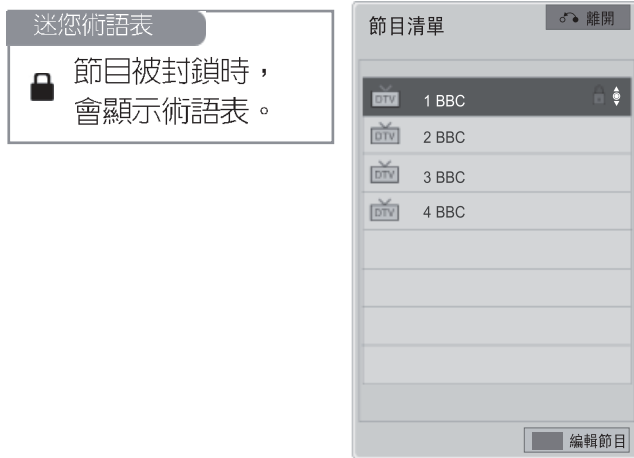 迷您術語表
節目被封鎖時，
會顯示術語表。
節目清單
離開
DTV 1 BBC
DTV 2 BBC
DTV 3 BBC
DTV 4 BBC
編輯節目